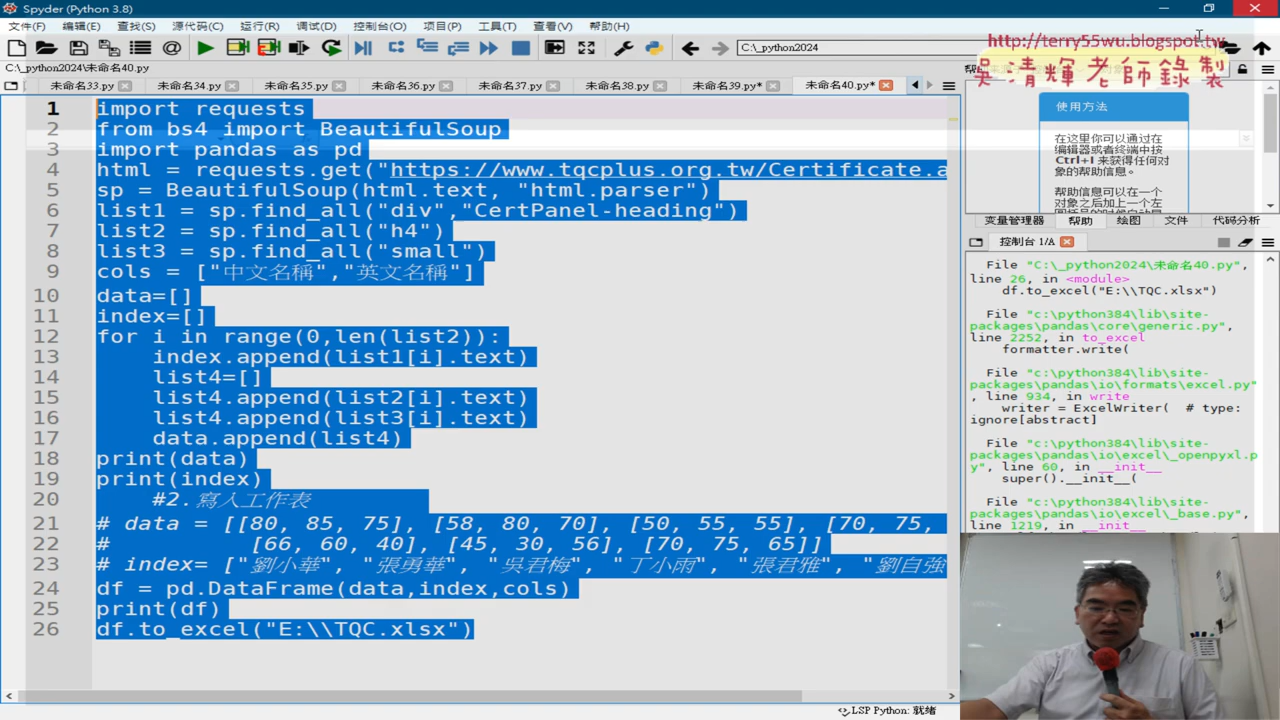 Spyder (Python 3.8)
文件(F) 编辑(E) 查找(S) 源代码(C) 运行(R) 调试(D) 控制台(O) 项目(P) 工具(T) 查看(V) 帮助(H)
C:\_python2024
http://terry55wu.blogspot.tw
吳清輝老師錄製
C:\_python2024\未命名40.py
未命名33.py 未命名34.py 未命名35.py 未命名36.py 未命名37.py 未命名38.py 未命名39.py* 未命名40.py*
1 import requests
2 from bs4 import BeautifulSoup
3 import pandas as pd
4 html = requests.get("https://www.tqcplus.org.tw/Certificate.a
5 sp = BeautifulSoup(html.text, "html.parser")
6 list1 = sp.find_all("div","CertPanel-heading")
7 list2 = sp.find_all("h4")
8 list3 = sp.find_all("small")
9 cols = ["中文名稱","英文名稱"]
10 data=[]
11 index=[]
12 for i in range(0,len(list2)):
13 index.append(list1[i].text)
14 list4=[]
15 list4.append(list2[i].text)
16 list4.append(list3[i].text)
17 data.append(list4)
18 print(data)
19 print(index)
20 #2.寫入工作表
21 # data = [[80, 85, 75], [58, 80, 70], [50, 55, 55], [70, 75,
22 # [66, 60, 40], [45, 30, 56], [70, 75, 65]]
23 # index= ["劉小華", "張勇華", "吳君梅", "丁小雨", "張君雅", "劉自強
24 df = pd.DataFrame(data,index,cols)
25 print(df)
26 df.to_excel("E:\\TQC.xlsx")
使用方法
在这里你可以通过在
编辑器或者终端中按
Ctrl+I 来获得任何对
象的帮助信息。
帮助信息可以在一个
对象之后加上一个左
变量管理器 帮助 绘图 文件 代码分析
控制台 1/A
File "C:\_python2024\未命名40.py",
line 26, in <module>
df.to_excel("E:\\TQC.xlsx")
File "c:\python384\lib\site-
packages\pandas\core\generic.py",
line 2252, in to_excel
formatter.write(
File "c:\python384\lib\site-
packages\pandas\io\formats\excel.py"
, line 934, in write
writer = ExcelWriter( # type:
ignore[abstract]
File "c:\python384\lib\site-
packages\pandas\io\excel\_openpyxl.p
y", line 60, in __init__
super().__init__(
File "c:\python384\lib\site-
packages\pandas\io\excel\_base.py",
line 1219, in __init__
LSP Python: 就绪